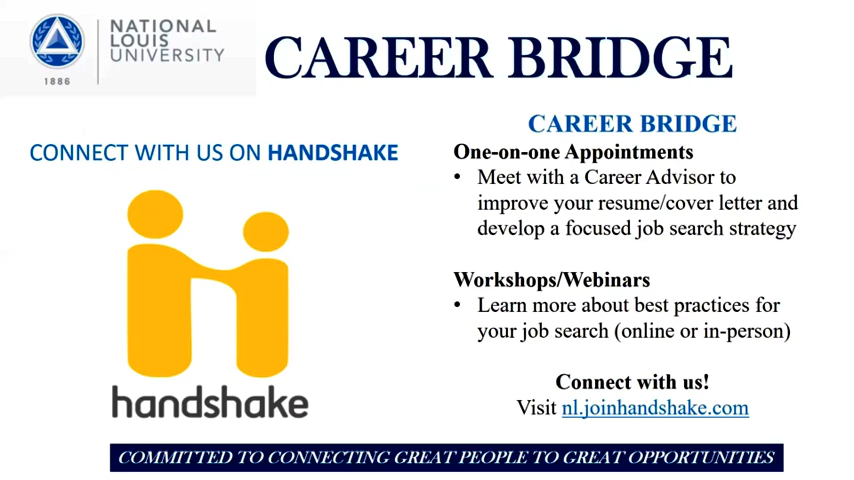 NATIONAL
LOUIS
UNIVERSITY
1886
CAREER BRIDGE
CONNECT WITH US ON HANDSHAKE
handshake
CAREER BRIDGE
One-on-one Appointments
• Meet with a Career Advisor to
improve your resume/cover letter and
develop a focused job search strategy
Workshops/Webinars
• Learn more about best practices for
your job search (online or in-person)
Connect with us!
Visit nl.joinhandshake.com
COMMITTED TO CONNECTING GREAT PEOPLE TO GREAT OPPORTUNITIES